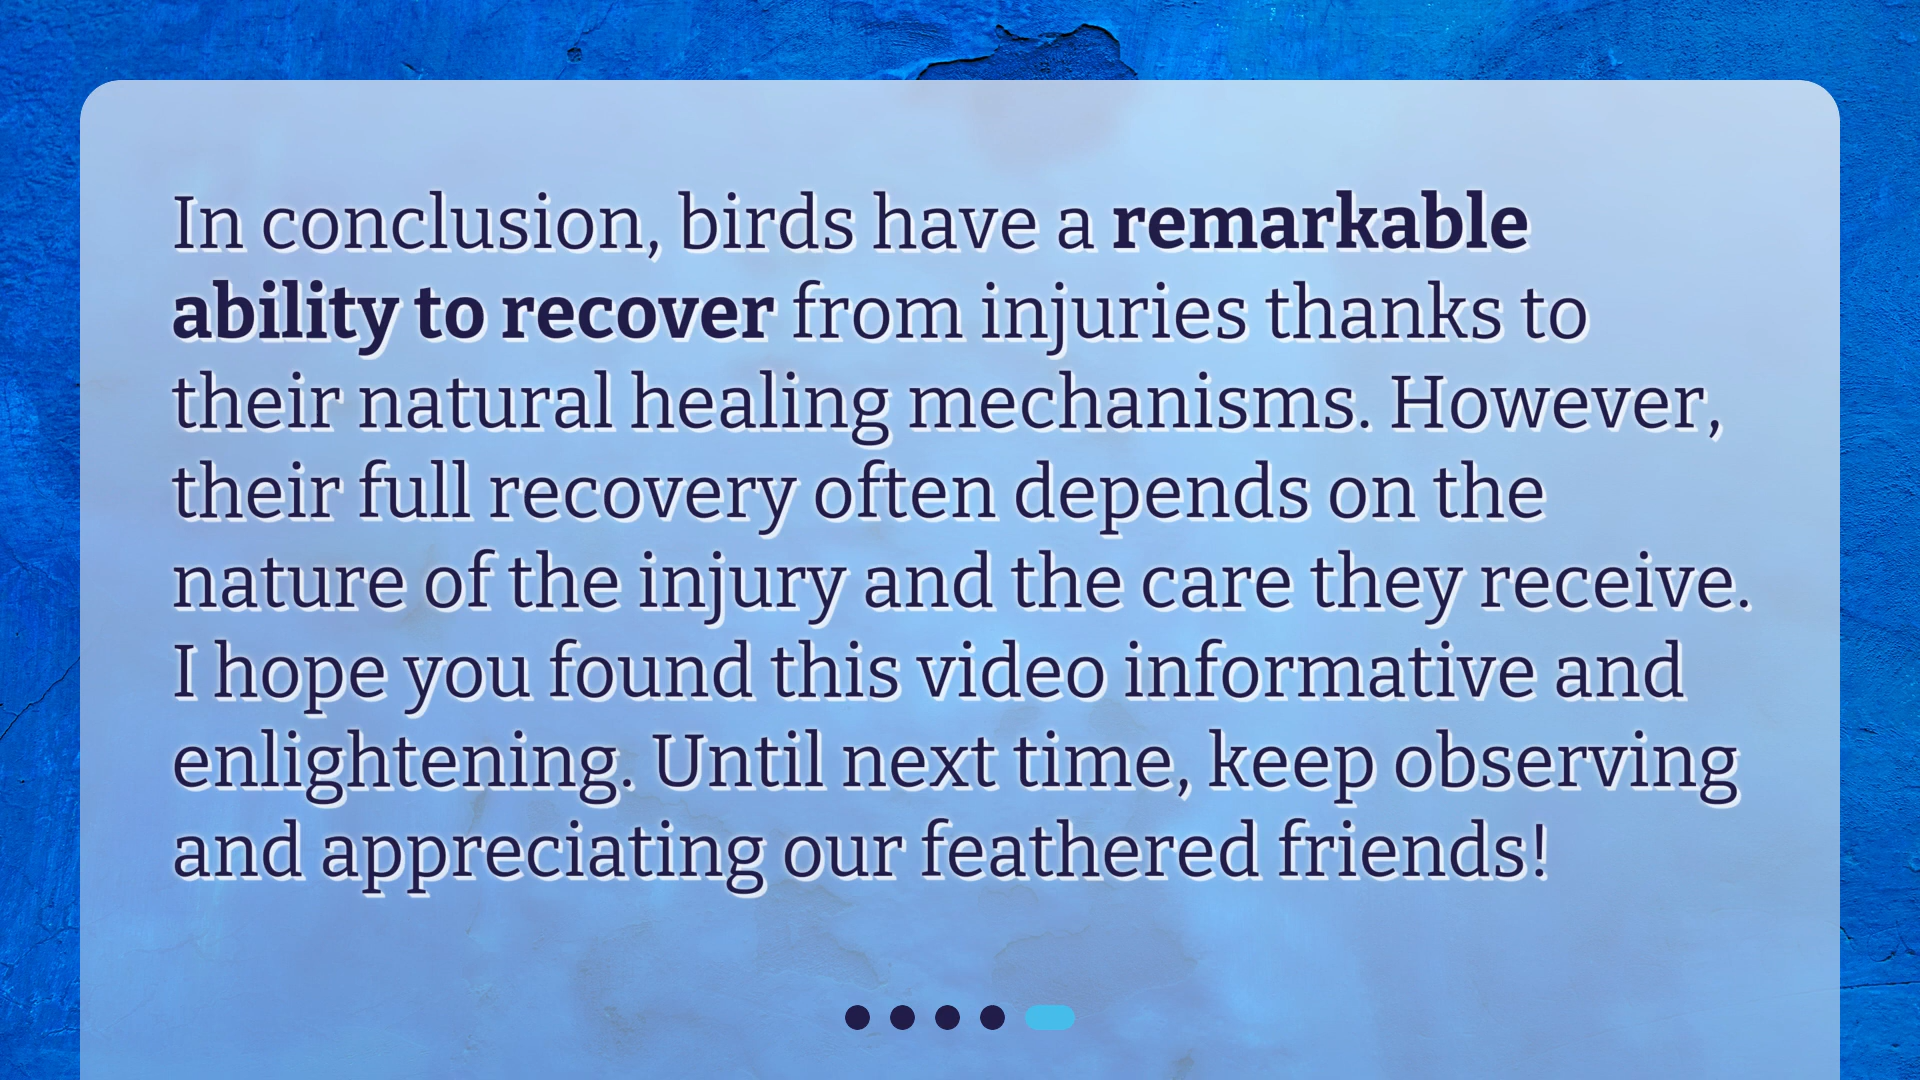 In conclusion, birds have a remarkable
ability to recover from injuries thanks to
their natural healing mechanisms. However,
their full recovery often depends on the
nature of the injury and the care they receive.
I hope you found this video informative and
enlightening. Until next time, keep observing
and appreciating our feathered friends!